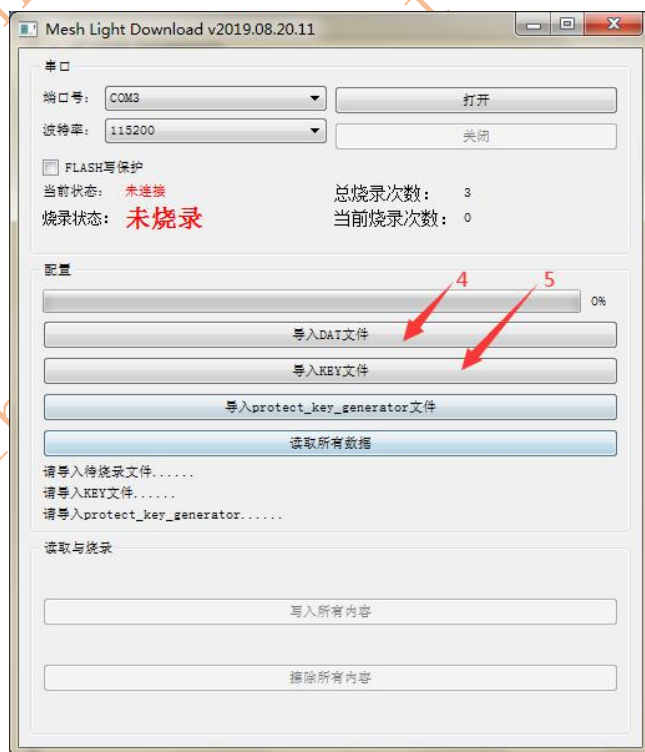 Mesh Light Download v2019.08.20.11
串口
端口号: COM3 打开
波特率: 115200 关闭
FLASH写保护
当前状态: 未连接 总烧录次数: 3
烧录状态: 未烧录 当前烧录次数: 0
配置
4 5
0%
导入DAT文件
导入KEY文件
导入protect_key_generator文件
读取所有数据
请导入待烧录文件......
请导入KEY文件......
请导入protect_key_generator......
读取与烧录
写入所有内容
擦除所有内容